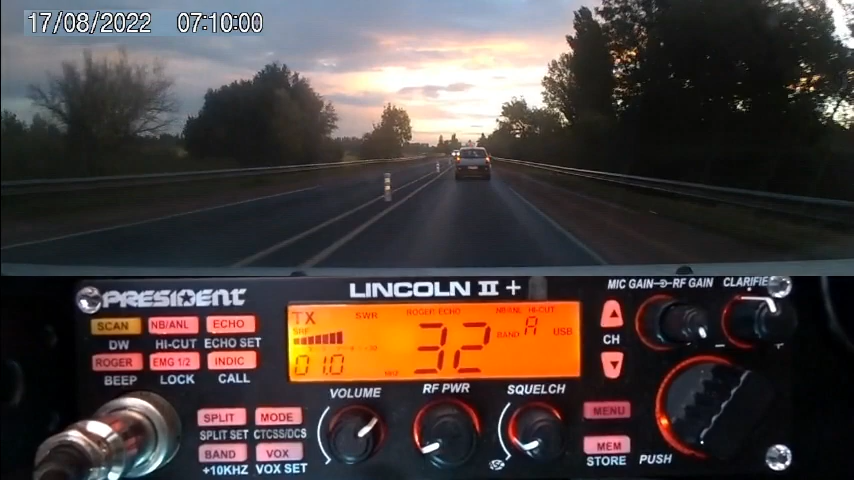 17/08/2022 07:10:00
PRESIDENT
LINCOLN II +
MIC GAIN RF GAIN CLARIFIE
SCAN NB/ANL ECHO
DW HI-CUT ECHO SET
ROGER EMG 1/2 INDIC
BEEP LOCK CALL
TX SWR ROGER ECHO NB/ANL HI-CUT
32 BAND A USB
01.0
CH
VOLUME RF PWR SQUELCH
SPLIT MODE
SPLIT SET CTCSS/DCS
BAND VOX
+10KHZ VOX SET
MENU
MEM
STORE PUSH